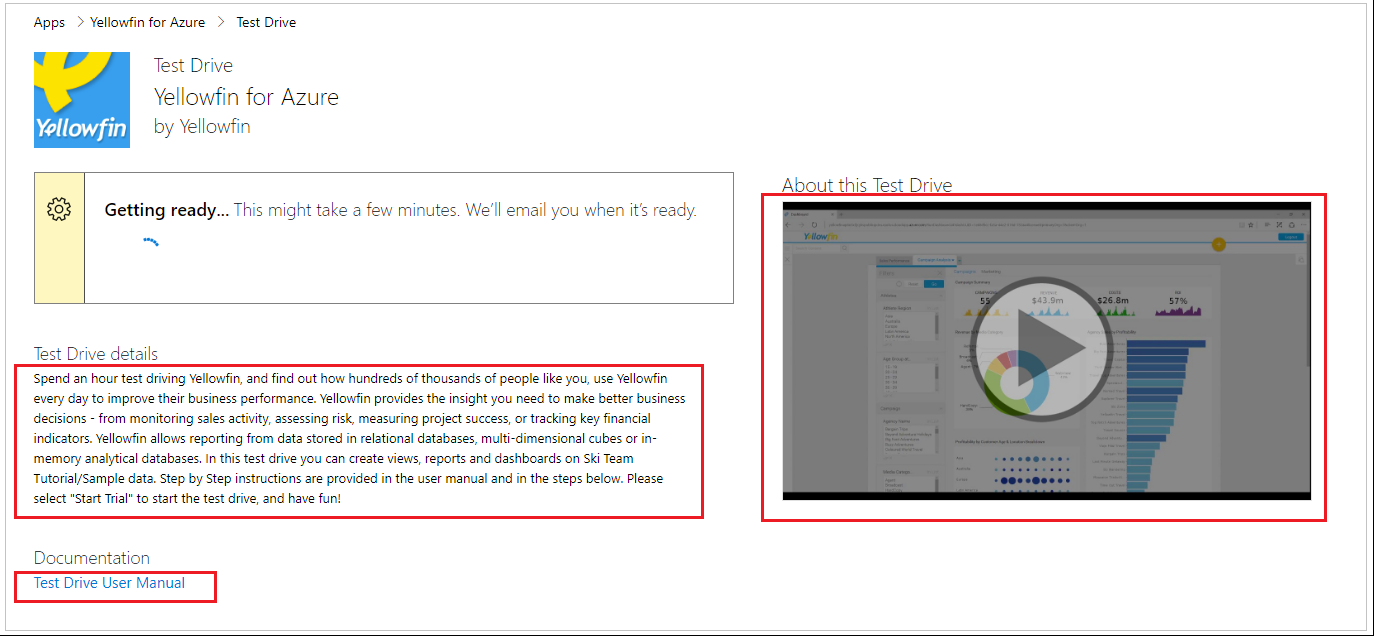 Apps > Yellowfin for Azure > Test Drive
Yellowfin
Test Drive
Yellowfin for Azure
by Yellowfin
Getting ready... This might take a few minutes. We'll email you when it's ready.
Test Drive details
Spend an hour test driving Yellowfin, and find out how hundreds of thousands of people like you, use Yellowfin
every day to improve their business performance. Yellowfin provides the insight you need to make better business
decisions - from monitoring sales activity, assessing risk, measuring project success, or tracking key financial
indicators. Yellowfin allows reporting from data stored in relational databases, multi-dimensional cubes or in-
memory analytical databases. In this test drive you can create views, reports and dashboards on Ski Team
Tutorial/Sample data. Step by Step instructions are provided in the user manual and in the steps below. Please
select "Start Trial" to start the test drive, and have fun!
Documentation
Test Drive User Manual
About this Test Drive
Yellowfin
Campaign Summary
55 $43.9m $26.8m 57%